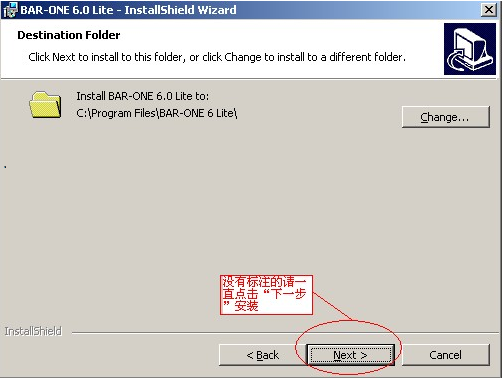 BAR-ONE 6.0 Lite - InstallShield Wizard
Destination Folder
Click Next to install to this folder, or click Change to install to a different folder.
Install BAR-ONE 6.0 Lite to:
C:\Program Files\BAR-ONE 6 Lite\
Change...
没有标注的请一
直点击“下一步
”安装
InstallShield
< Back
Next >
Cancel